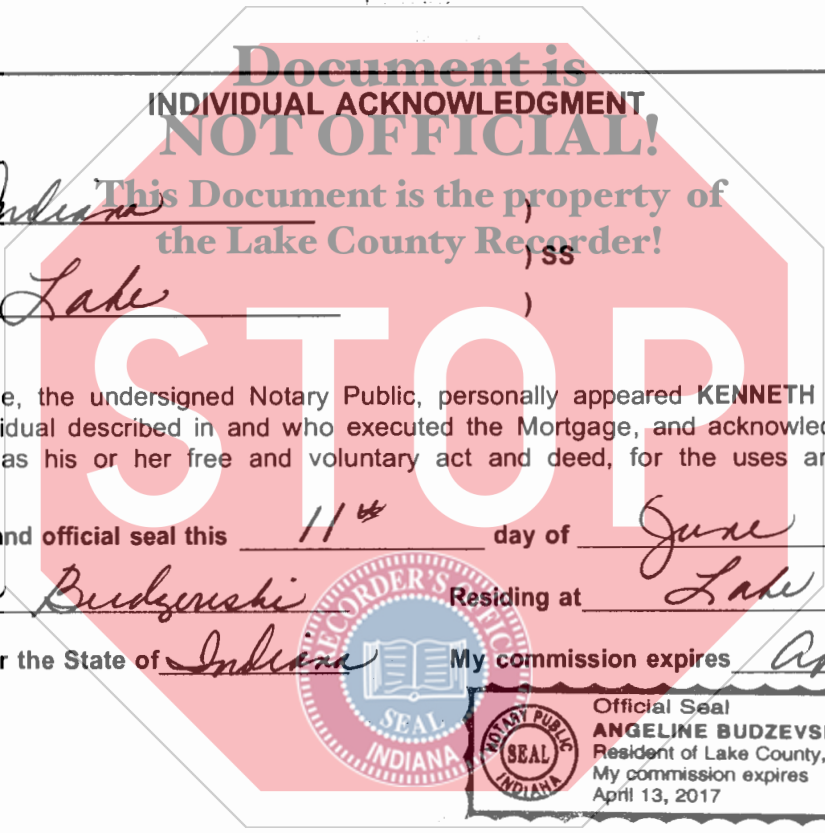 Document is
INDIVIDUAL ACKNOWLEDGMENT
NOT OFFICIAL!
This Document is the property of
Indiana )
the Lake County Recorder!
) SS
Lake )
STOP
e, the undersigned Notary Public, personally appeared KENNETH
idual described in and who executed the Mortgage, and acknowled
as his or her free and voluntary act and deed, for the uses an
and official seal this 11th day of June
Budzevski Residing at Lake
r the State of Indiana My commission expires Ap
RECORDER'S OFFICE
SEAL
INDIANA
NOTARY PUBLIC
SEAL
INDIANA
Official Seal
ANGELINE BUDZEVS
Resident of Lake County,
My commission expires
April 13, 2017